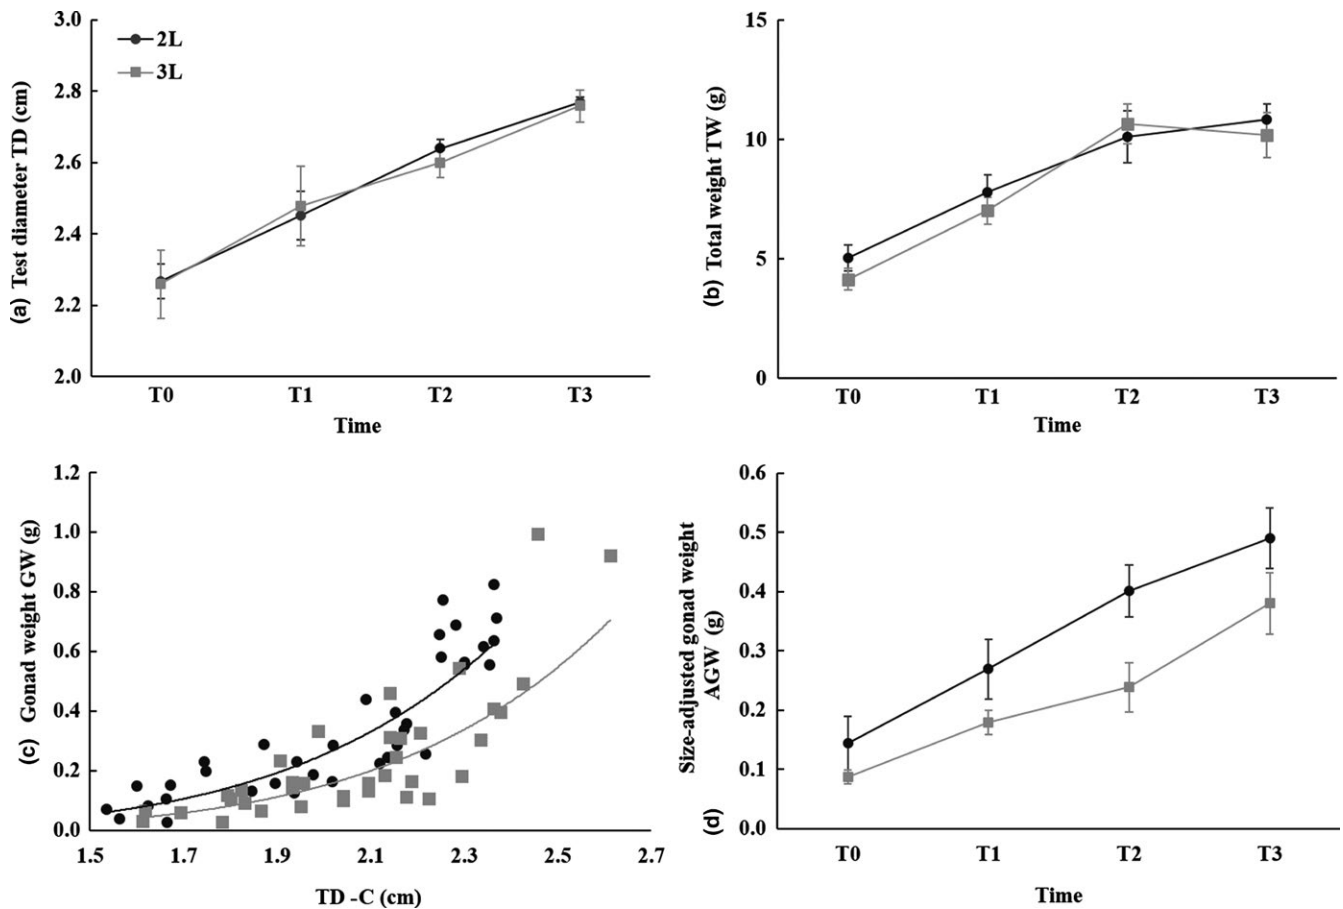 3.0
2L
3L
2.8
2.6
2.4
2.2
2.0
(a) Test diameter TD (cm)
T0 T1 T2 T3
Time
15
10
5
0
(b) Total weight TW (g)
T0 T1 T2 T3
Time
1.2
1.0
0.8
0.6
0.4
0.2
0.0
(c) Gonad weight GW (g)
1.5 1.7 1.9 2.1 2.3 2.5 2.7
TD -C (cm)
0.6
0.5
0.4
0.3
0.2
0.1
0.0
Size-adjusted gonad weight
(d) AGW (g)
T0 T1 T2 T3
Time